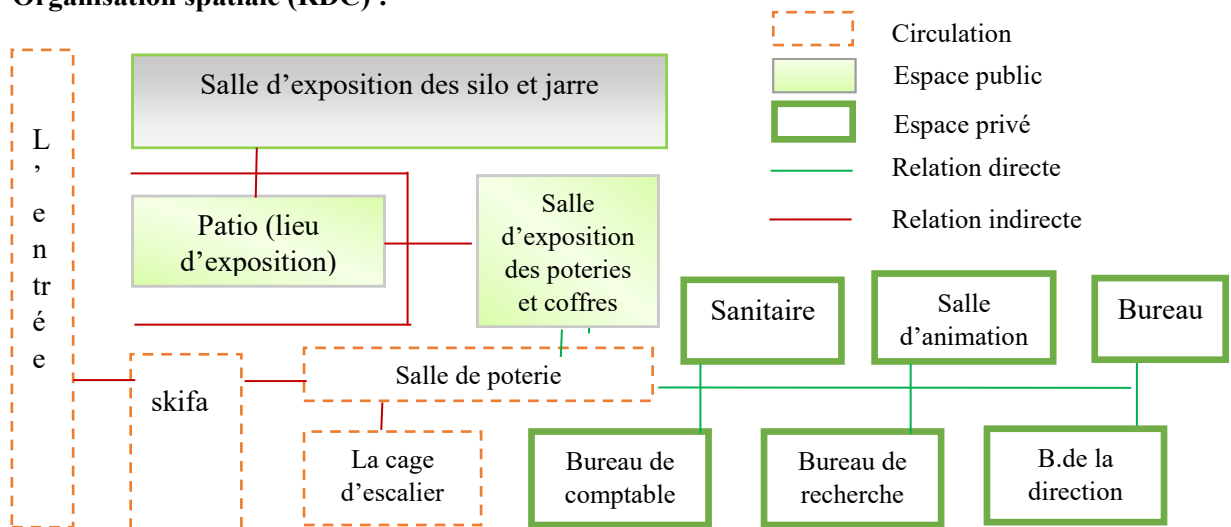 Organisation spatiale (RDC) :
Circulation
Espace public
Espace privé
Relation directe
Relation indirecte
L
’
e
n
tr
é
e
Salle d’exposition des silo et jarre
Patio (lieu
d’exposition)
Salle
d’exposition
des poteries
et coffres
Sanitaire
Salle
d’animation
Bureau
skifa
Salle de poterie
La cage
d’escalier
Bureau de
comptable
Bureau de
recherche
B.de la
direction